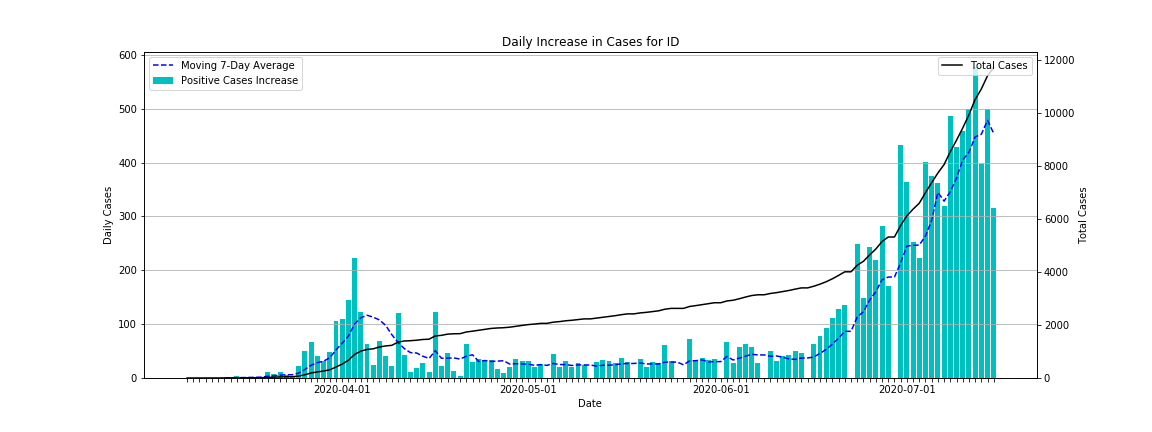 Daily Increase in Cases for ID
600
500
400
300
200
100
0
Daily Cases
Moving 7-Day Average
Positive Cases Increase
Total Cases
12000
10000
8000
6000
4000
2000
0
Total Cases
2020-04-01
2020-05-01
2020-06-01
2020-07-01
Date